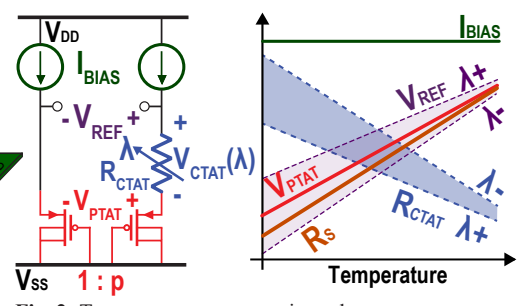 VDD
IBIAS
- VREF +
+
λ
RCTAT
VCTAT(λ)
-
- VPTAT +
VSS
1 : p
IBIAS
VREF
λ+
λ-
VPTAT
RS
RCTAT
λ-
λ+
Temperature